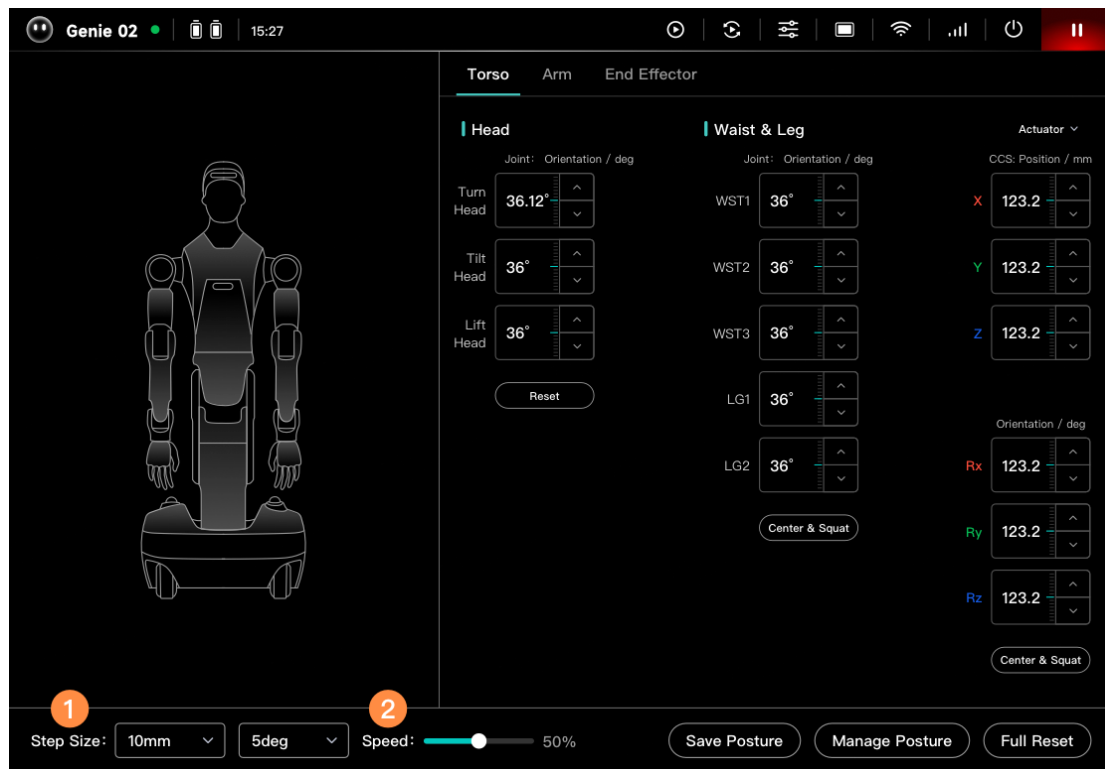 Genie 02
15:27
Torso Arm End Effector
Head
Joint: Orientation / deg
Turn Head 36.12°
Tilt Head 36°
Lift Head 36°
Reset
Waist & Leg
Joint: Orientation / deg
WST1 36°
WST2 36°
WST3 36°
LG1 36°
LG2 36°
Center & Squat
Actuator
CCS: Position / mm
X 123.2
Y 123.2
Z 123.2
Orientation / deg
Rx 123.2
Ry 123.2
Rz 123.2
Center & Squat
1
2
Step Size: 10mm 5deg Speed: 50% Save Posture Manage Posture Full Reset